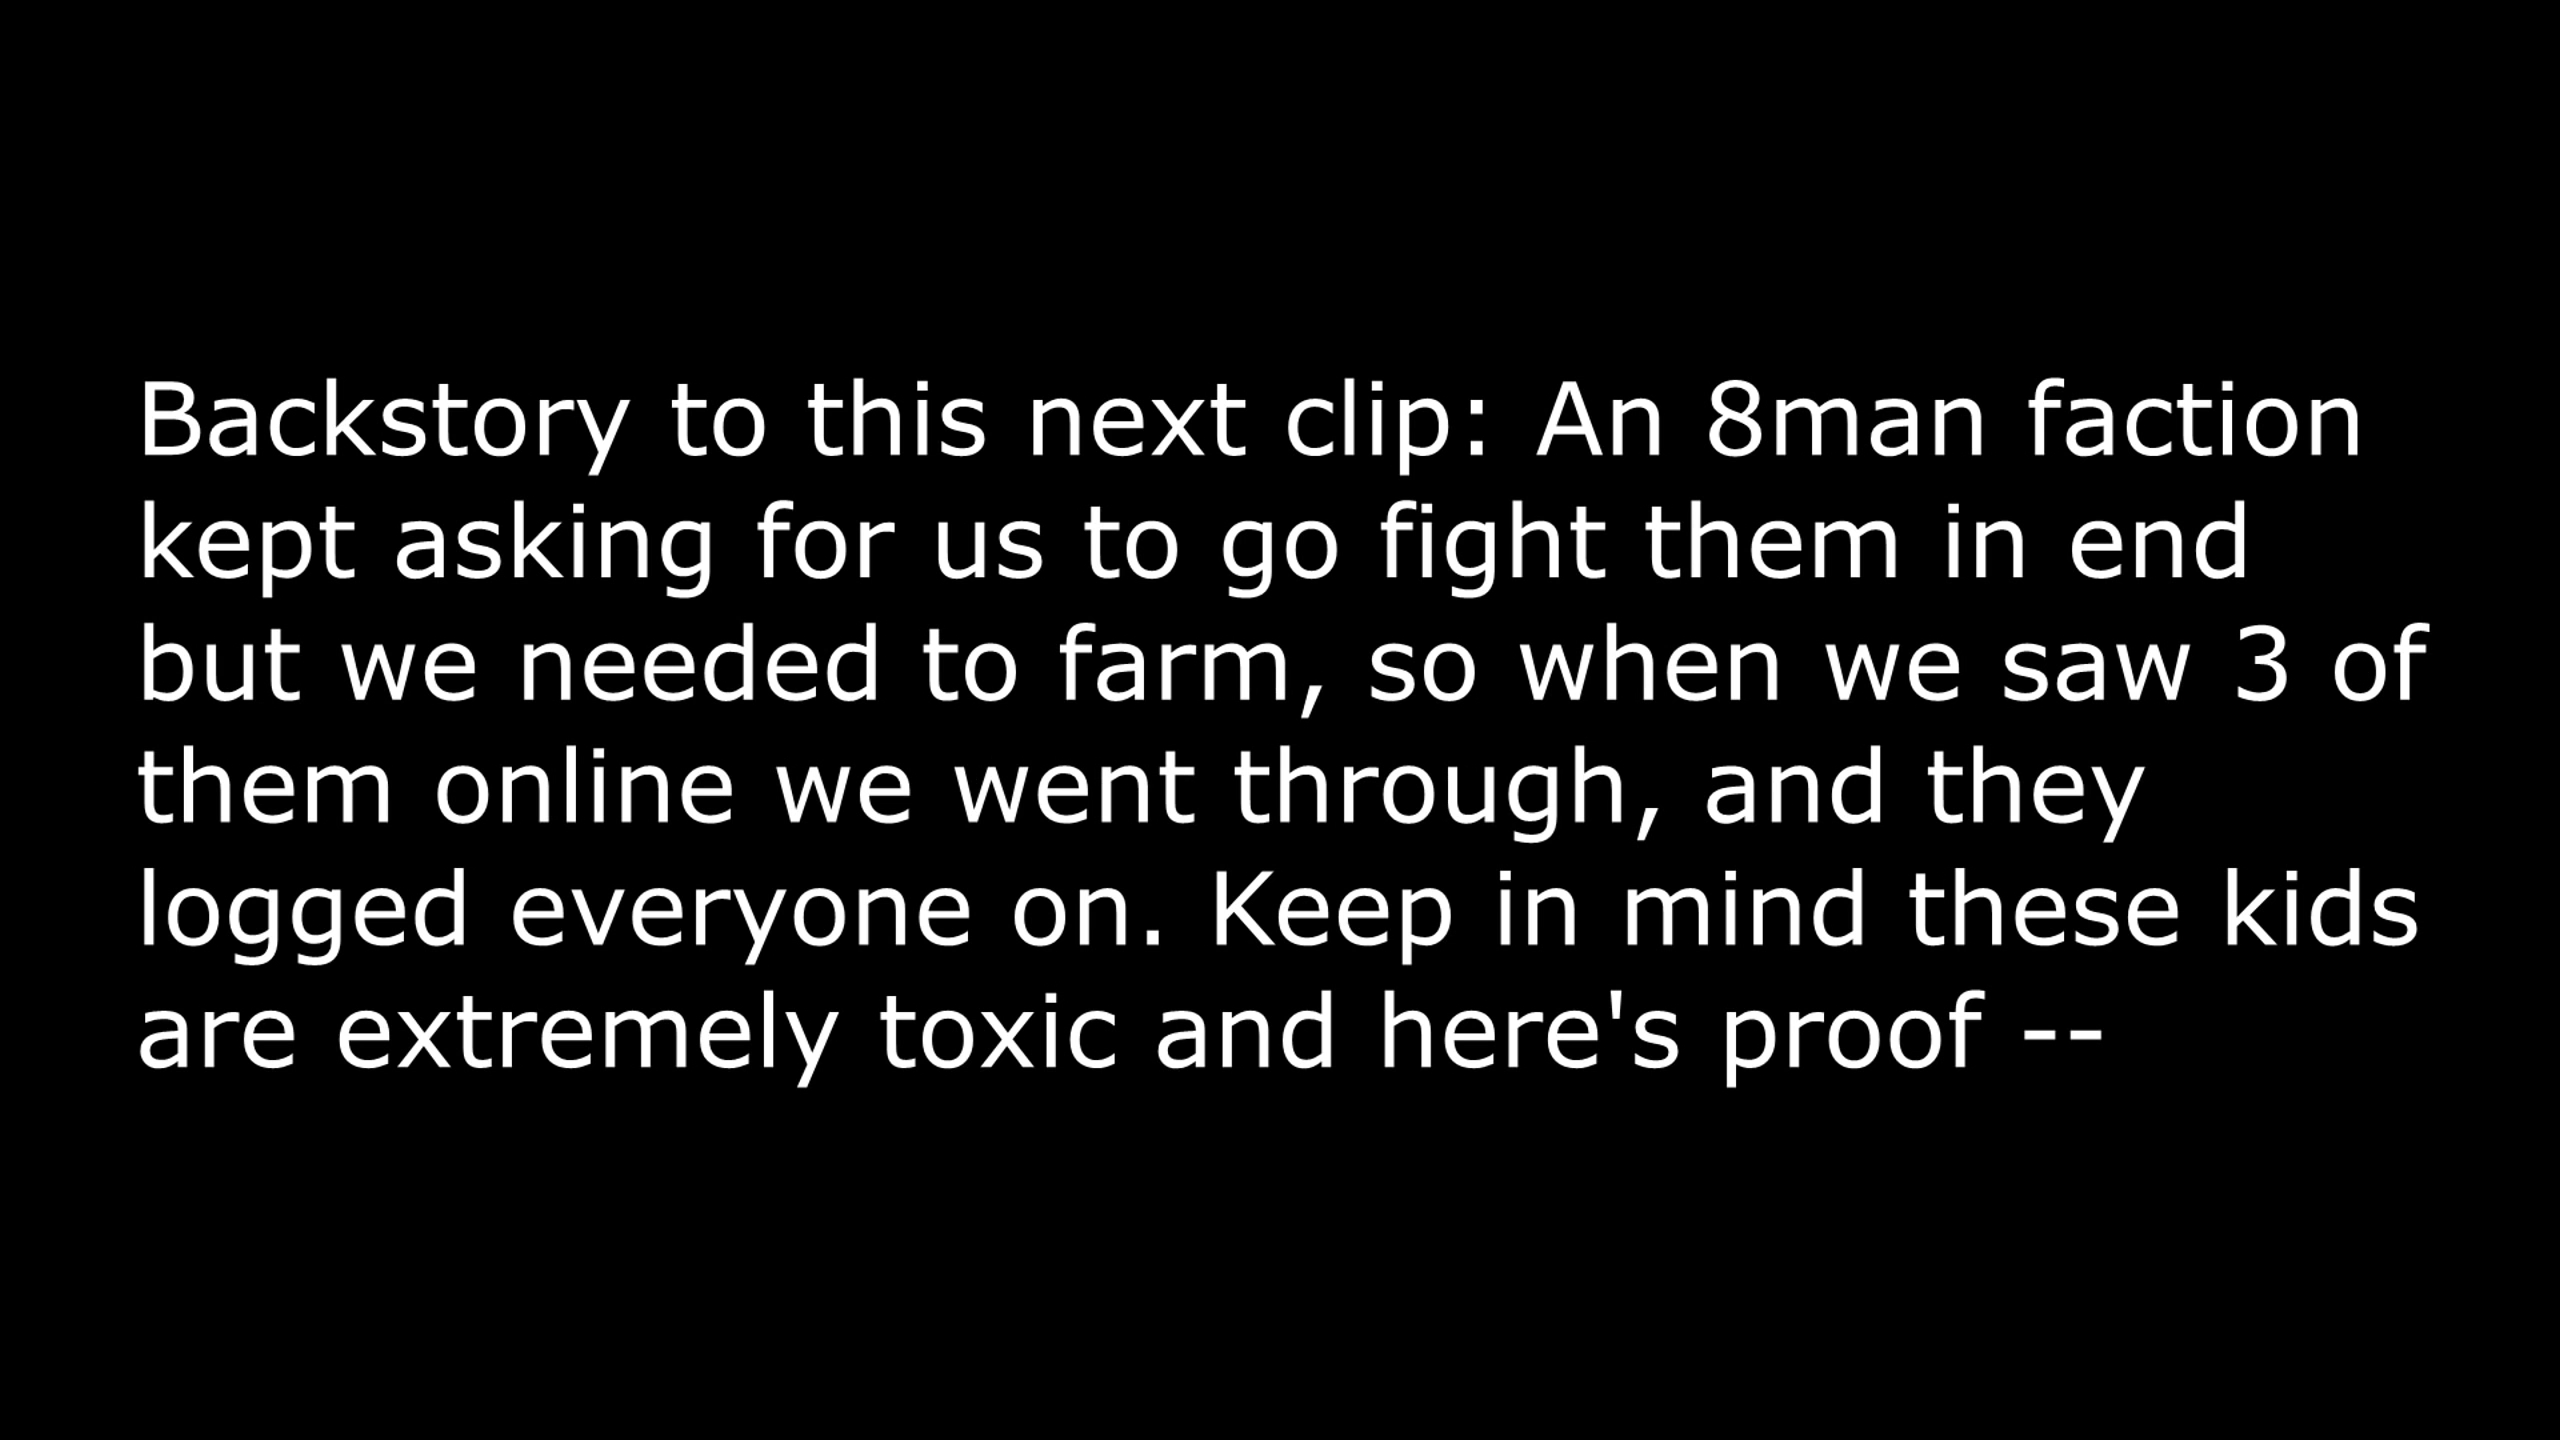 Backstory to this next clip: An 8man faction
kept asking for us to go fight them in end
but we needed to farm, so when we saw 3 of
them online we went through, and they
logged everyone on. Keep in mind these kids
are extremely toxic and here's proof --